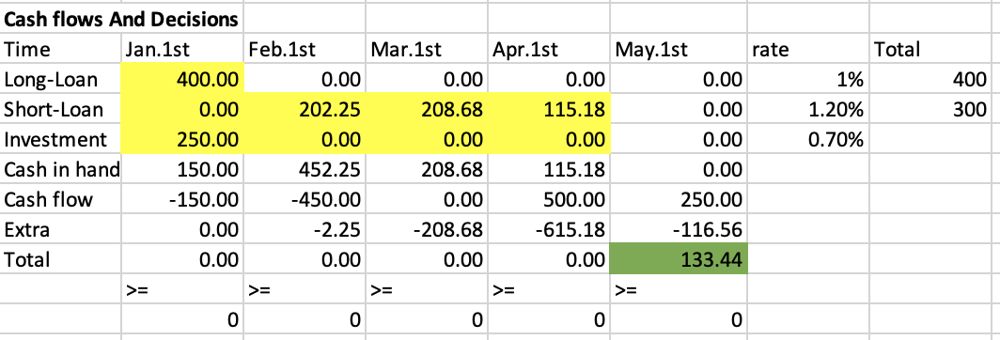 Cash flows And Decisions
Time Jan.1st Feb.1st Mar.1st Apr.1st May.1st rate Total
Long-Loan 400.00 0.00 0.00 0.00 0.00 1% 400
Short-Loan 0.00 202.25 208.68 115.18 0.00 1.20% 300
Investment 250.00 0.00 0.00 0.00 0.00 0.70%
Cash in hand 150.00 452.25 208.68 115.18 0.00
Cash flow -150.00 -450.00 0.00 500.00 250.00
Extra 0.00 -2.25 -208.68 -615.18 -116.56
Total 0.00 0.00 0.00 0.00 133.44
>= >= >= >= >=
0 0 0 0 0